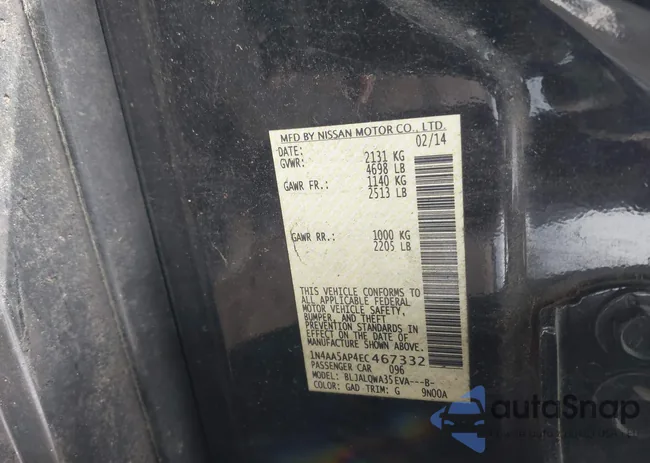 MFD BY NISSAN MOTOR CO., LTD.
DATE: 02/14
GVWR: 2131 KG
4698 LB
GAWR FR.: 1140 KG
2513 LB
GAWR RR.: 1000 KG
2205 LB
THIS VEHICLE CONFORMS TO
ALL APPLICABLE FEDERAL
MOTOR VEHICLE SAFETY,
BUMPER, AND THEFT
PREVENTION STANDARDS IN
EFFECT ON THE DATE OF
MANUFACTURE SHOWN ABOVE.
1N4AA5AP4EC467332
PASSENGER CAR 096
MODEL: BLJALQWA35EVA---B-
COLOR: GAD TRIM: G 9N00A
autoSnap